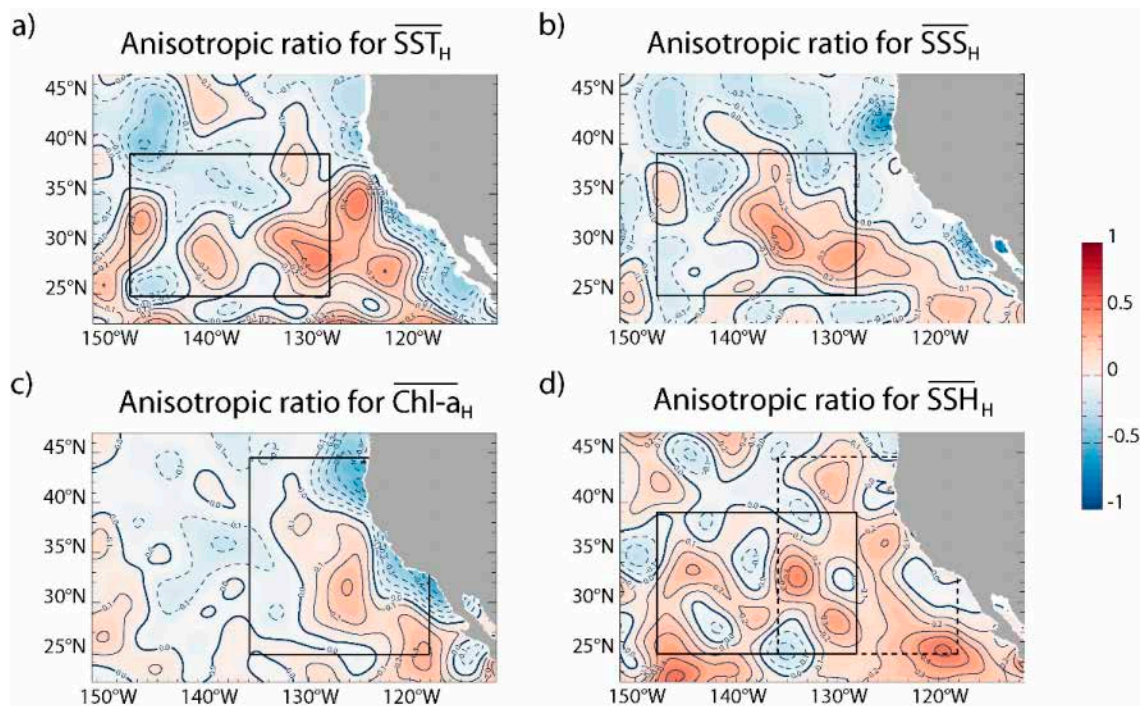 a)
Anisotropic ratio for SST_H
45°N
40°N
35°N
30°N
25°N
150°W 140°W 130°W 120°W
b)
Anisotropic ratio for SSS_H
45°N
40°N
35°N
30°N
25°N
150°W 140°W 130°W 120°W
c)
Anisotropic ratio for Chl-a_H
45°N
40°N
35°N
30°N
25°N
150°W 140°W 130°W 120°W
d)
Anisotropic ratio for SSH_H
45°N
40°N
35°N
30°N
25°N
150°W 140°W 130°W 120°W
1
0.5
0
-0.5
-1